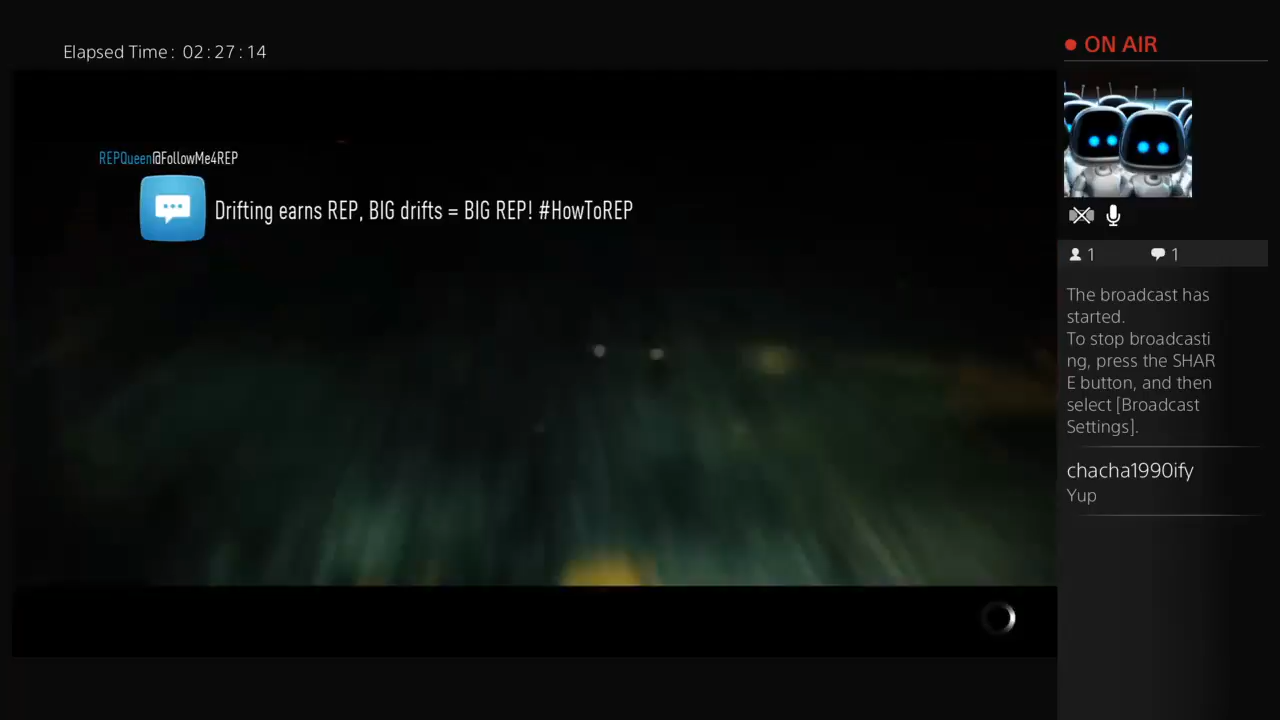 Elapsed Time: 02:27:14
ON AIR
REPQueen@FollowMe4REP
Drifting earns REP, BIG drifts = BIG REP! #HowToREP
1 1
The broadcast has
started.
To stop broadcasti
ng, press the SHAR
E button, and then
select [Broadcast
Settings].
chacha1990ify
Yup